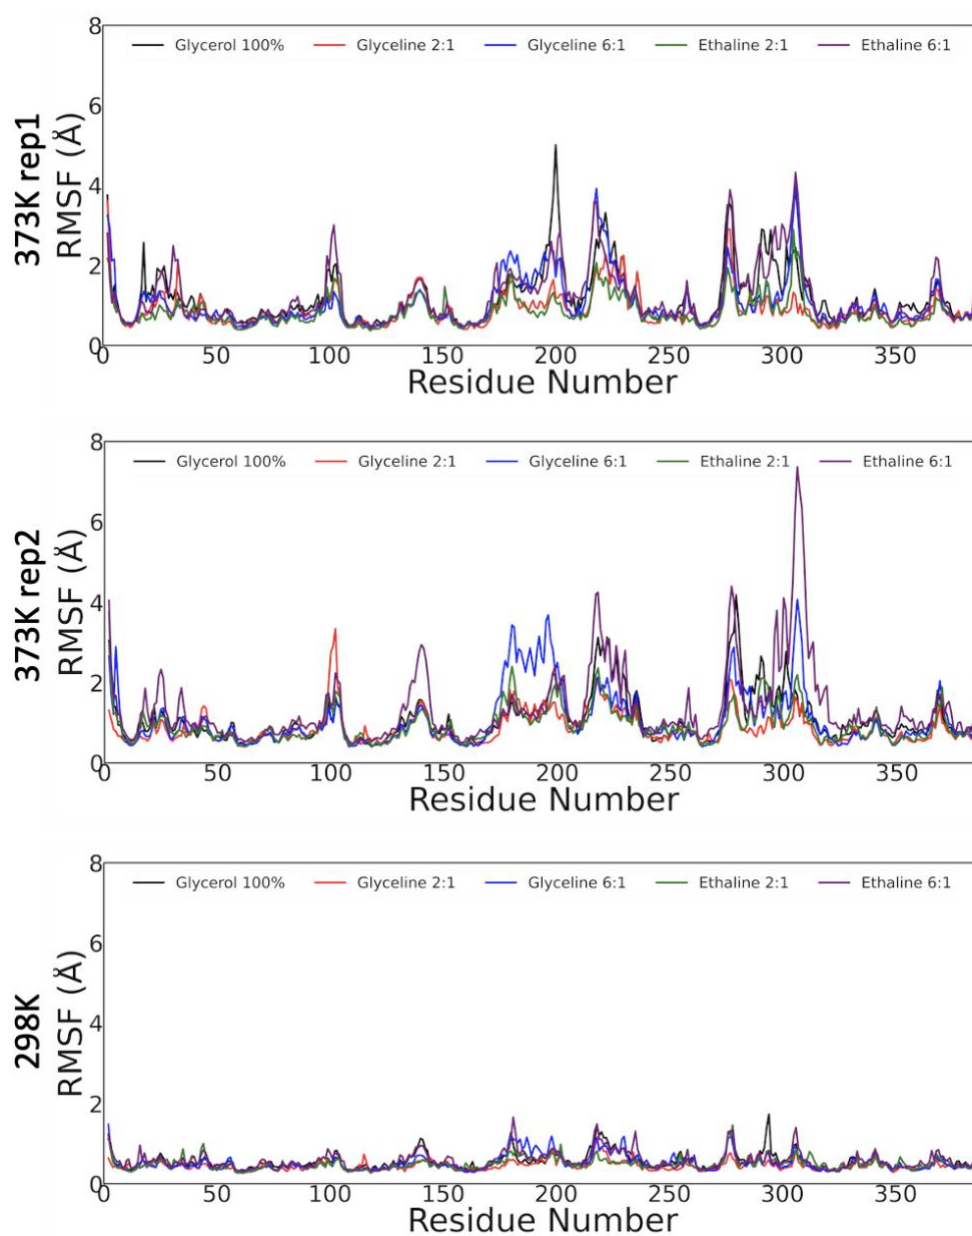 373K rep1
RMSF (Å)
8
6
4
2
0
Glycerol 100% Glyceline 2:1 Glyceline 6:1 Ethaline 2:1 Ethaline 6:1
0 50 100 150 200 250 300 350
Residue Number
373K rep2
RMSF (Å)
8
6
4
2
0
Glycerol 100% Glyceline 2:1 Glyceline 6:1 Ethaline 2:1 Ethaline 6:1
0 50 100 150 200 250 300 350
Residue Number
298K
RMSF (Å)
8
6
4
2
0
Glycerol 100% Glyceline 2:1 Glyceline 6:1 Ethaline 2:1 Ethaline 6:1
0 50 100 150 200 250 300 350
Residue Number